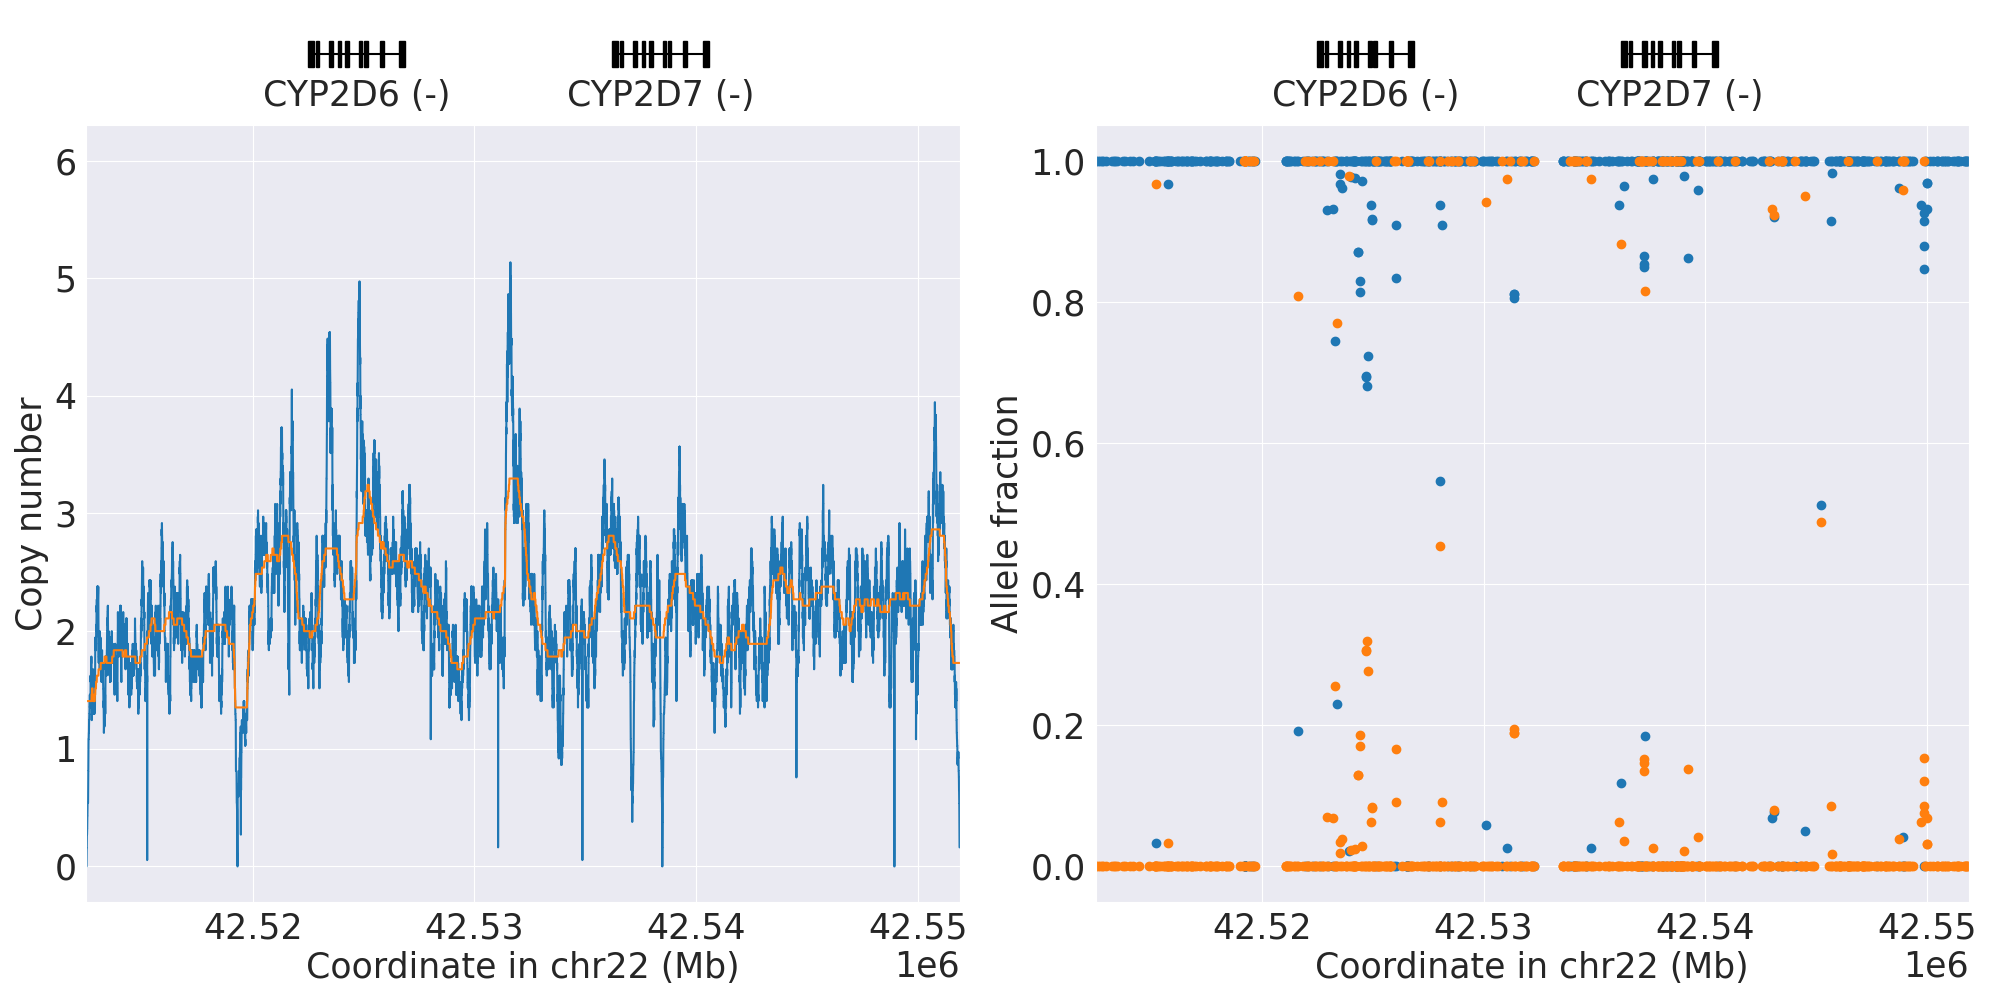 CYP2D6 (-)
CYP2D7 (-)
6
5
4
3
2
1
0
Copy number
42.52
42.53
42.54
42.55
Coordinate in chr22 (Mb)
1e6
CYP2D6 (-)
CYP2D7 (-)
1.0
0.8
0.6
0.4
0.2
0.0
Allele fraction
42.52
42.53
42.54
42.55
Coordinate in chr22 (Mb)
1e6